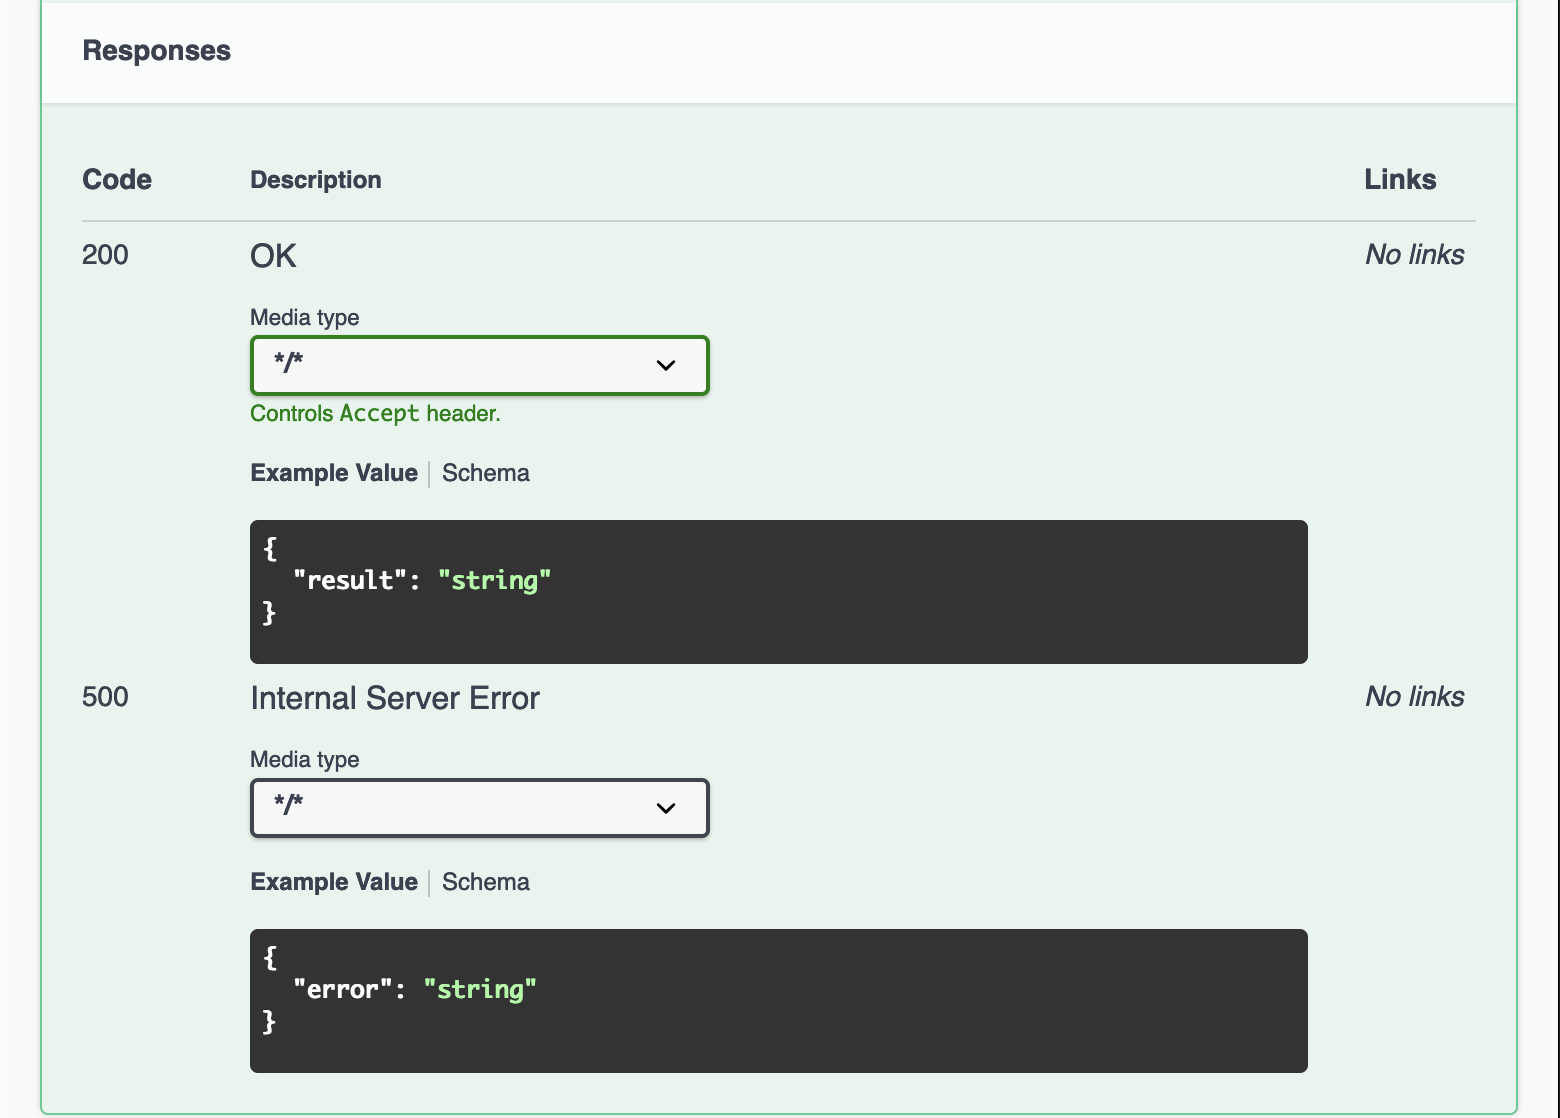 Responses
Code Description Links
200 OK No links
Media type
*/*
Controls Accept header.
Example Value Schema
{
  "result": "string"
}
500 Internal Server Error No links
Media type
*/*
Example Value Schema
{
  "error": "string"
}